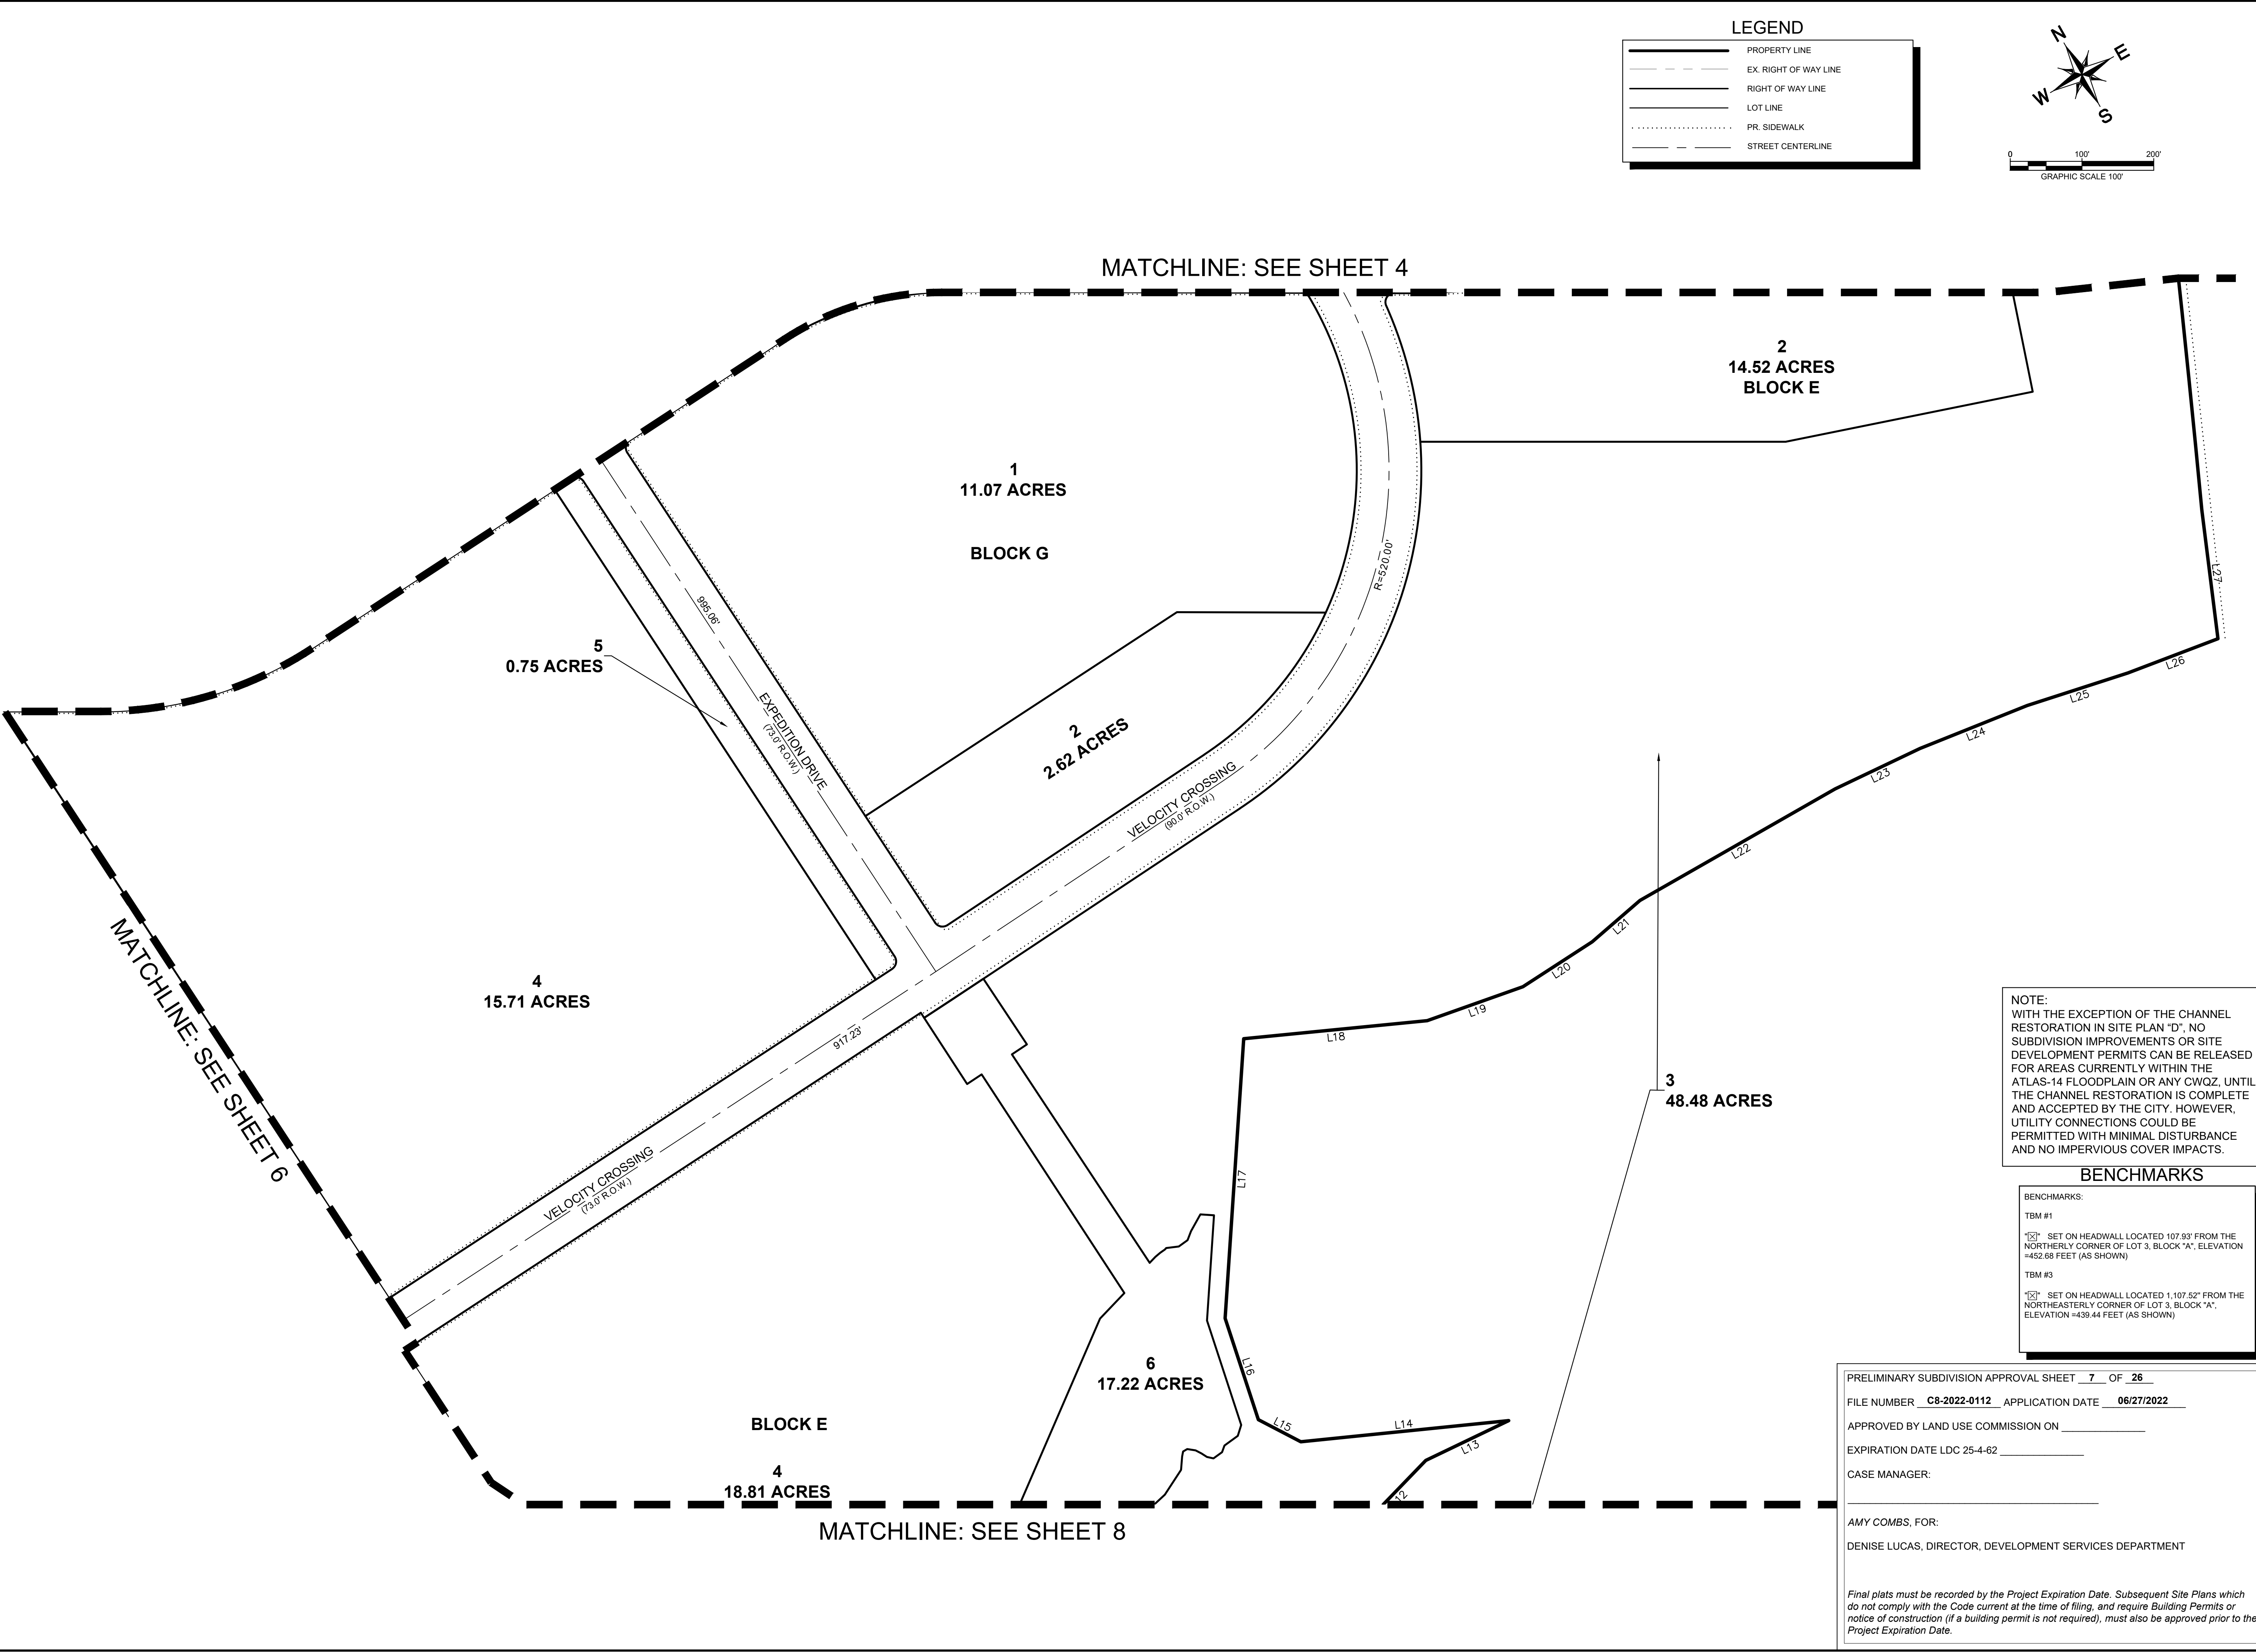 LEGEND
PROPERTY LINE
EX. RIGHT OF WAY LINE
RIGHT OF WAY LINE
LOT LINE
PR. SIDEWALK
STREET CENTERLINE
N
E
W
S
0 100' 200'
GRAPHIC SCALE 100'
MATCHLINE: SEE SHEET 4
2
14.52 ACRES
BLOCK E
1
11.07 ACRES
BLOCK G
R=520.00'
L27
995.06'
5
0.75 ACRES
EXPEDITION DRIVE
(73.0' R.O.W.)
2
2.62 ACRES
VELOCITY CROSSING
(90.0' R.O.W.)
L26
L25
L24
L23
L22
L21
L20
L19
L18
MATCHLINE: SEE SHEET 6
4
15.71 ACRES
917.23'
VELOCITY CROSSING
(73.0' R.O.W.)
L17
3
48.48 ACRES
L16
L15
L14
L13
12
6
17.22 ACRES
BLOCK E
4
18.81 ACRES
MATCHLINE: SEE SHEET 8
NOTE:
WITH THE EXCEPTION OF THE CHANNEL
RESTORATION IN SITE PLAN “D”, NO
SUBDIVISION IMPROVEMENTS OR SITE
DEVELOPMENT PERMITS CAN BE RELEASED
FOR AREAS CURRENTLY WITHIN THE
ATLAS-14 FLOODPLAIN OR ANY CWQZ, UNTIL
THE CHANNEL RESTORATION IS COMPLETE
AND ACCEPTED BY THE CITY. HOWEVER,
UTILITY CONNECTIONS COULD BE
PERMITTED WITH MINIMAL DISTURBANCE
AND NO IMPERVIOUS COVER IMPACTS.
BENCHMARKS
BENCHMARKS:
TBM #1
"☒" SET ON HEADWALL LOCATED 107.93' FROM THE
NORTHERLY CORNER OF LOT 3, BLOCK "A", ELEVATION
=452.68 FEET (AS SHOWN)
TBM #3
"☒" SET ON HEADWALL LOCATED 1,107.52" FROM THE
NORTHEASTERLY CORNER OF LOT 3, BLOCK "A",
ELEVATION =439.44 FEET (AS SHOWN)
PRELIMINARY SUBDIVISION APPROVAL SHEET 7 OF 26
FILE NUMBER C8-2022-0112 APPLICATION DATE 06/27/2022
APPROVED BY LAND USE COMMISSION ON
EXPIRATION DATE LDC 25-4-62
CASE MANAGER:
AMY COMBS, FOR:
DENISE LUCAS, DIRECTOR, DEVELOPMENT SERVICES DEPARTMENT
Final plats must be recorded by the Project Expiration Date. Subsequent Site Plans which
do not comply with the Code current at the time of filing, and require Building Permits or
notice of construction (if a building permit is not required), must also be approved prior to the
Project Expiration Date.